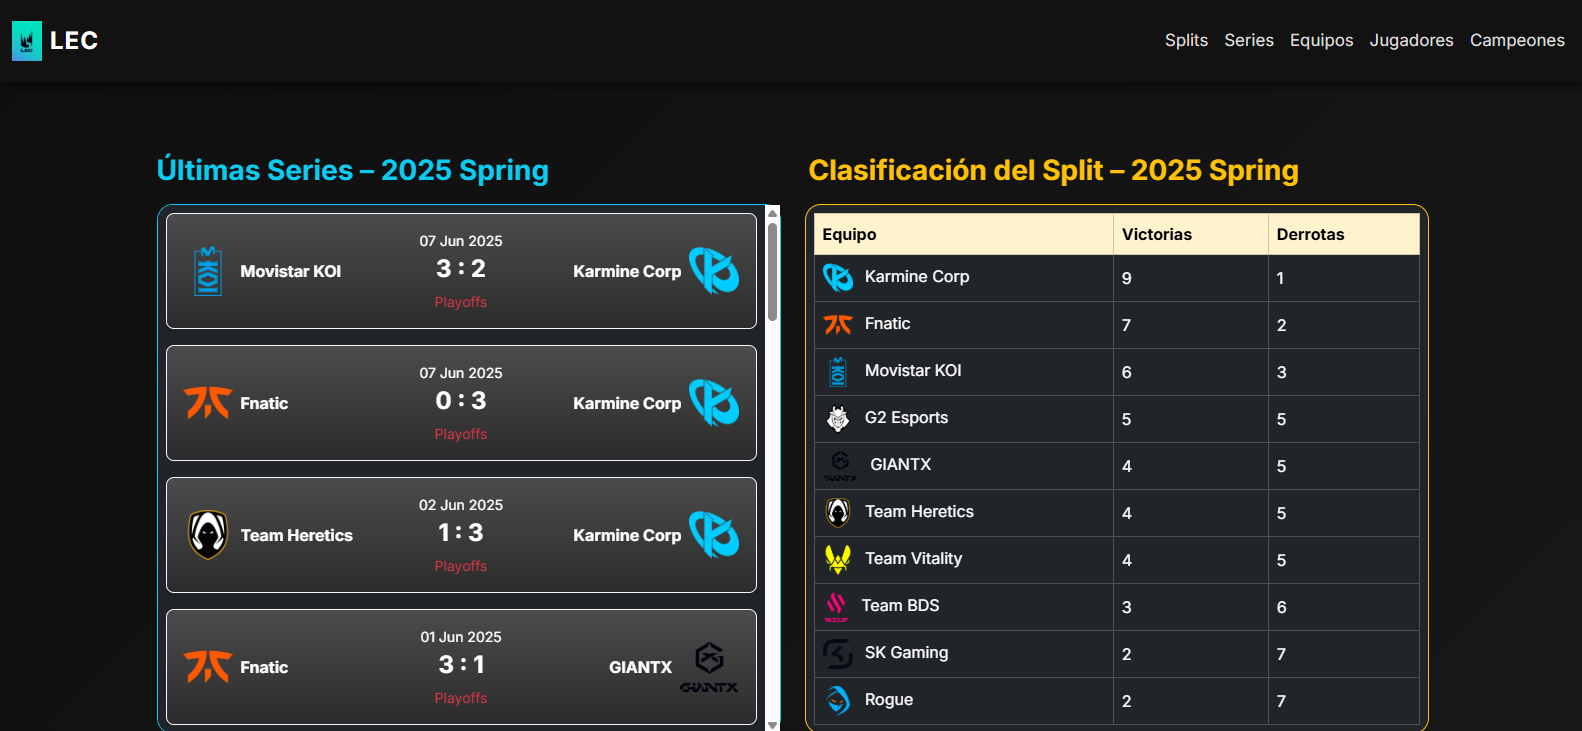 LEC
Splits Series Equipos Jugadores Campeones
Últimas Series – 2025 Spring
07 Jun 2025
Movistar KOI 3 : 2 Karmine Corp
Playoffs
07 Jun 2025
Fnatic 0 : 3 Karmine Corp
Playoffs
02 Jun 2025
Team Heretics 1 : 3 Karmine Corp
Playoffs
01 Jun 2025
Fnatic 3 : 1 GIANTX
GIANTX
Playoffs
Clasificación del Split – 2025 Spring
Equipo Victorias Derrotas
Karmine Corp 9 1
Fnatic 7 2
Movistar KOI 6 3
G2 Esports 5 5
GIANTX 4 5
Team Heretics 4 5
Team Vitality 4 5
Team BDS 3 6
SK Gaming 2 7
Rogue 2 7